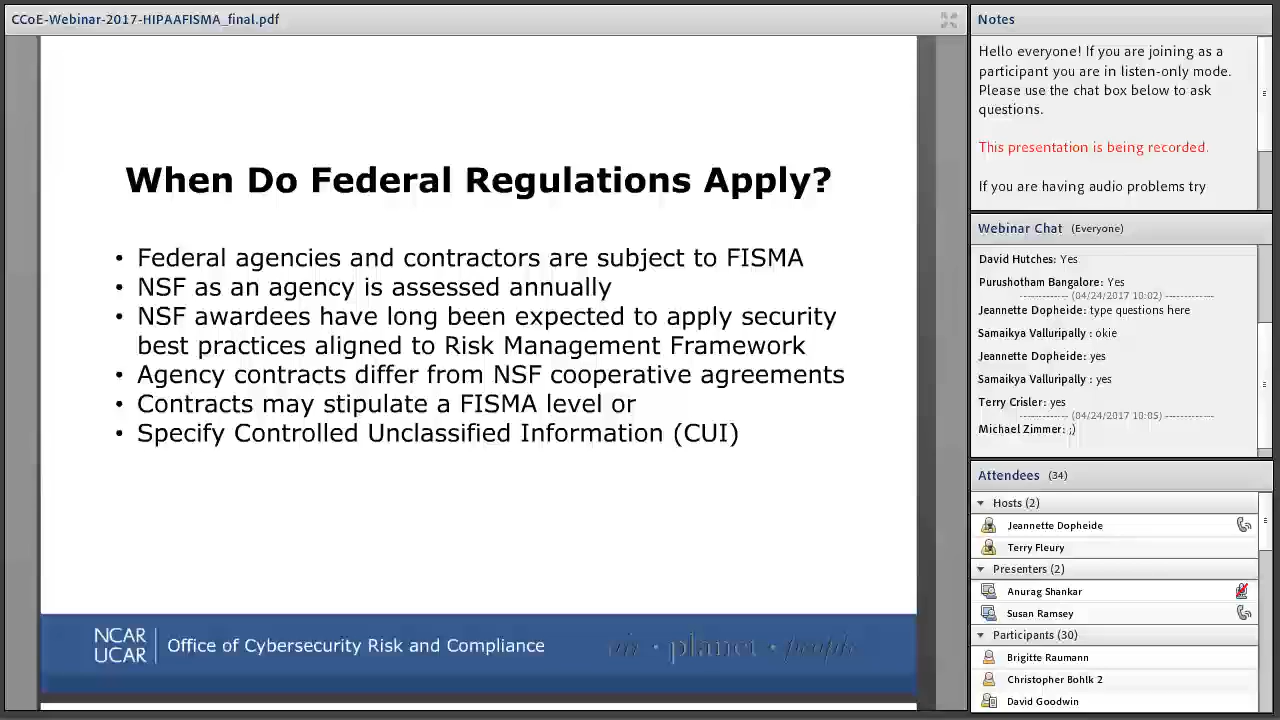 CCoE-Webinar-2017-HIPAAFISMA_final.pdf
When Do Federal Regulations Apply?
• Federal agencies and contractors are subject to FISMA
• NSF as an agency is assessed annually
• NSF awardees have long been expected to apply security
best practices aligned to Risk Management Framework
• Agency contracts differ from NSF cooperative agreements
• Contracts may stipulate a FISMA level or
• Specify Controlled Unclassified Information (CUI)
NCAR
UCAR
Office of Cybersecurity Risk and Compliance
air • planet • people
Notes
Hello everyone! If you are joining as a
participant you are in listen-only mode.
Please use the chat box below to ask
questions.
This presentation is being recorded.
If you are having audio problems try
Webinar Chat (Everyone)
David Hutches: Yes
Purushotham Bangalore: Yes
------------- (04/24/2017 10:02) -------------
Jeannette Dopheide: type questions here
Samaikya Valluripally : okie
Jeannette Dopheide: yes
Samaikya Valluripally : yes
Terry Crisler: yes
------------- (04/24/2017 10:05) -------------
Michael Zimmer: ;)
Attendees (34)
Hosts (2)
Jeannette Dopheide
Terry Fleury
Presenters (2)
Anurag Shankar
Susan Ramsey
Participants (30)
Brigitte Raumann
Christopher Bohlk 2
David Goodwin